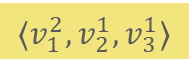 ⟨𝑣₁², 𝑣₂¹, 𝑣₃¹⟩